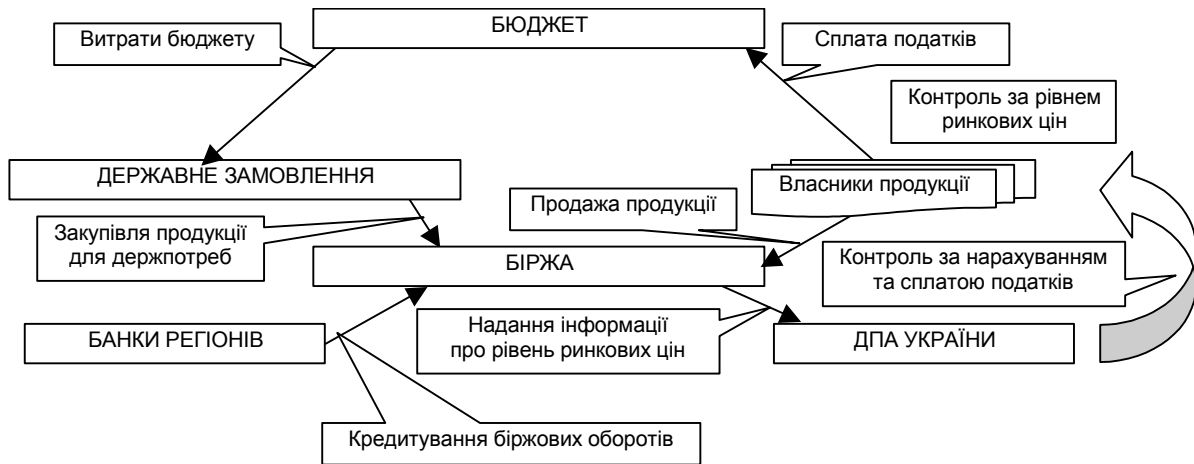 БЮДЖЕТ
Витрати бюджету
Сплата податків
Контроль за рівнем
ринкових цін
ДЕРЖАВНЕ ЗАМОВЛЕННЯ
Власники продукції
Продажа продукції
Закупівля продукції
для держпотреб
БІРЖА
Контроль за нарахуванням
та сплатою податків
БАНКИ РЕГІОНІВ
Надання інформації
про рівень ринкових цін
ДПА УКРАЇНИ
Кредитування біржових оборотів